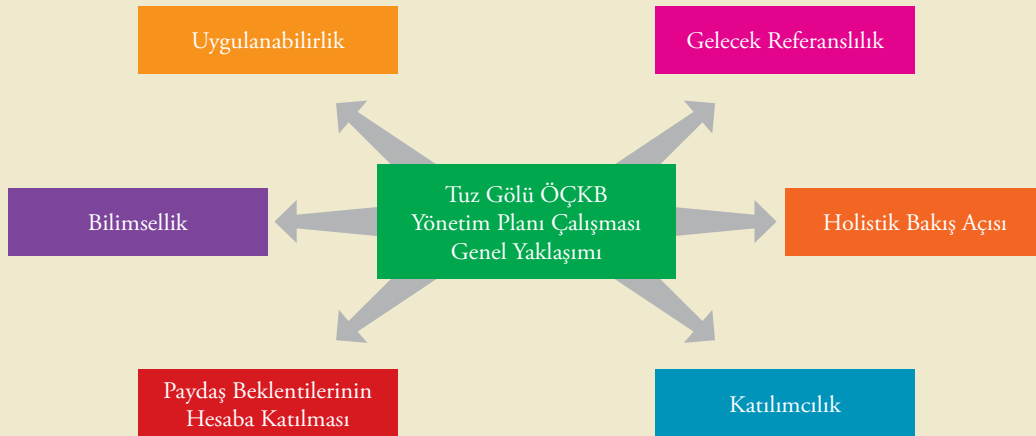 Uygulanabilirlik
Gelecek Referanslılık
Tuz Gölü ÖÇKB
Yönetim Planı Çalışması
Genel Yaklaşımı
Bilimsellik
Holistik Bakış Açısı
Paydaş Beklentilerinin
Hesaba Katılması
Katılımcılık